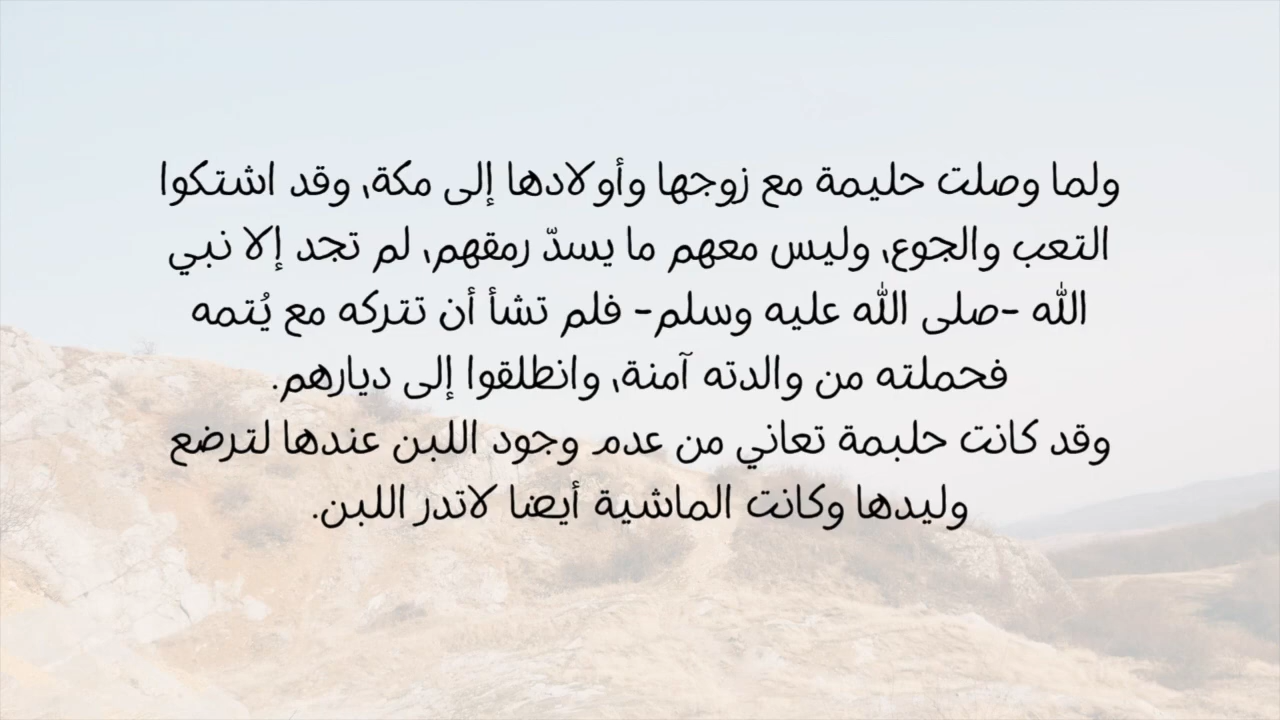 ولما وصلت حليمة مع زوجها وأولادها إلى مكة، وقد اشتكوا
التعب والجوع، وليس معهم ما يسدّ رمقهم، لم تجد إلا نبي
الله -صلى الله عليه وسلم- فلم تشأ أن تتركه مع يُتمه
فحملته من والدته آمنة، وانطلقوا إلى ديارهم.
وقد كانت حلبمة تعاني من عدم وجود اللبن عندها لترضع
وليدها وكانت الماشية أيضا لاتدر اللبن.